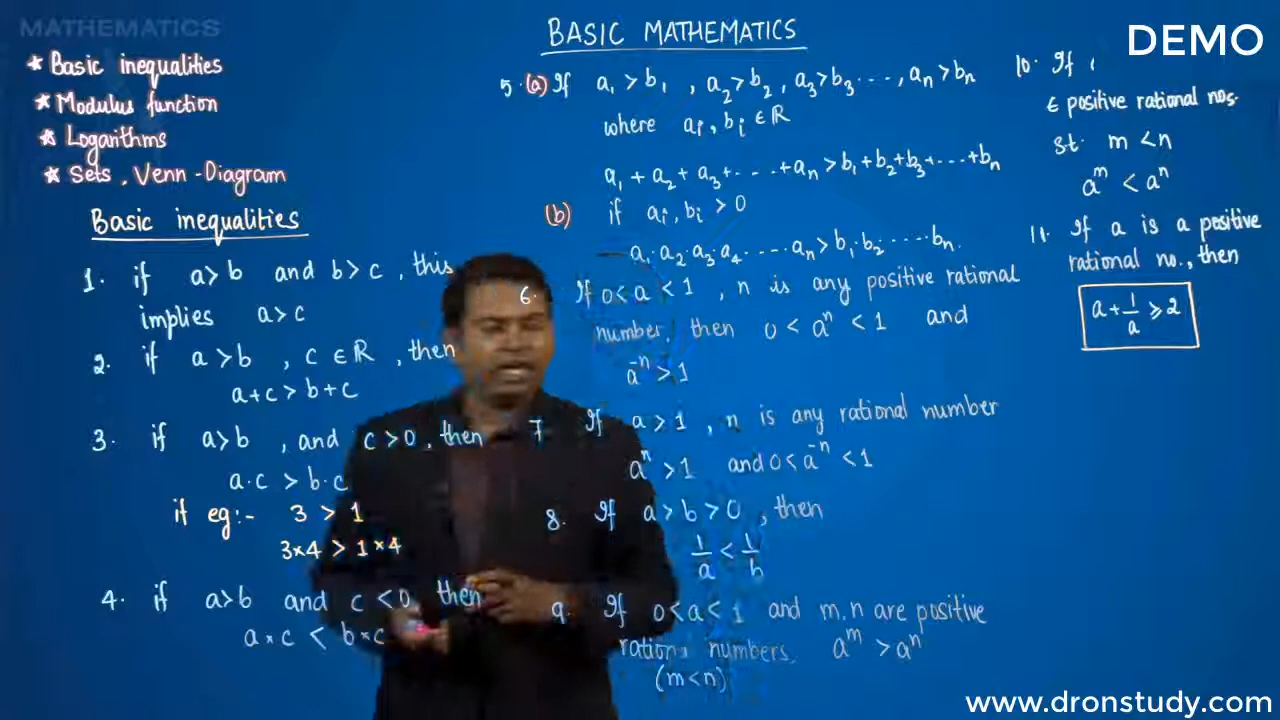 MATHEMATICS
DEMO
BASIC MATHEMATICS
★ Basic inequalities
★ Modulus function
★ Logarithms
★ Sets, Venn-Diagram
Basic inequalities
1. if a>b and b>c, this
implies a>c
2. if a>b, c∈ℝ, then
a+c > b+c
3. if a>b, and c>0, then
a·c > b·c
if eg:- 3 > 1
3×4 > 1×4
4. if a>b and c<0, then
a×c < b×c
5. (a) If a₁>b₁, a₂>b₂, a₃>b₃ ...., aₙ>bₙ
where aᵢ, bᵢ ∈ ℝ
a₁+a₂+a₃+....+aₙ>b₁+b₂+b₃+...+bₙ
(b) if aᵢ, bᵢ > 0
a₁·a₂·a₃·a₄.....aₙ>b₁·b₂.....bₙ.
6. If 0<a<1, n is any positive rational
number, then 0 < aⁿ < 1 and
a⁻ⁿ > 1
7 If a>1, n is any rational number
aⁿ>1 and 0<a⁻ⁿ<1
8. If a>b>0, then
1/a < 1/b
9. If 0<a<1 and m,n are positive
numbers, aᵐ > aⁿ
(m<n)
10. If
∈ positive rational nos.
st. m<n
aᵐ < aⁿ
11. If a is a positive
rational no., then
a + 1/a ≥ 2
www.dronstudy.com